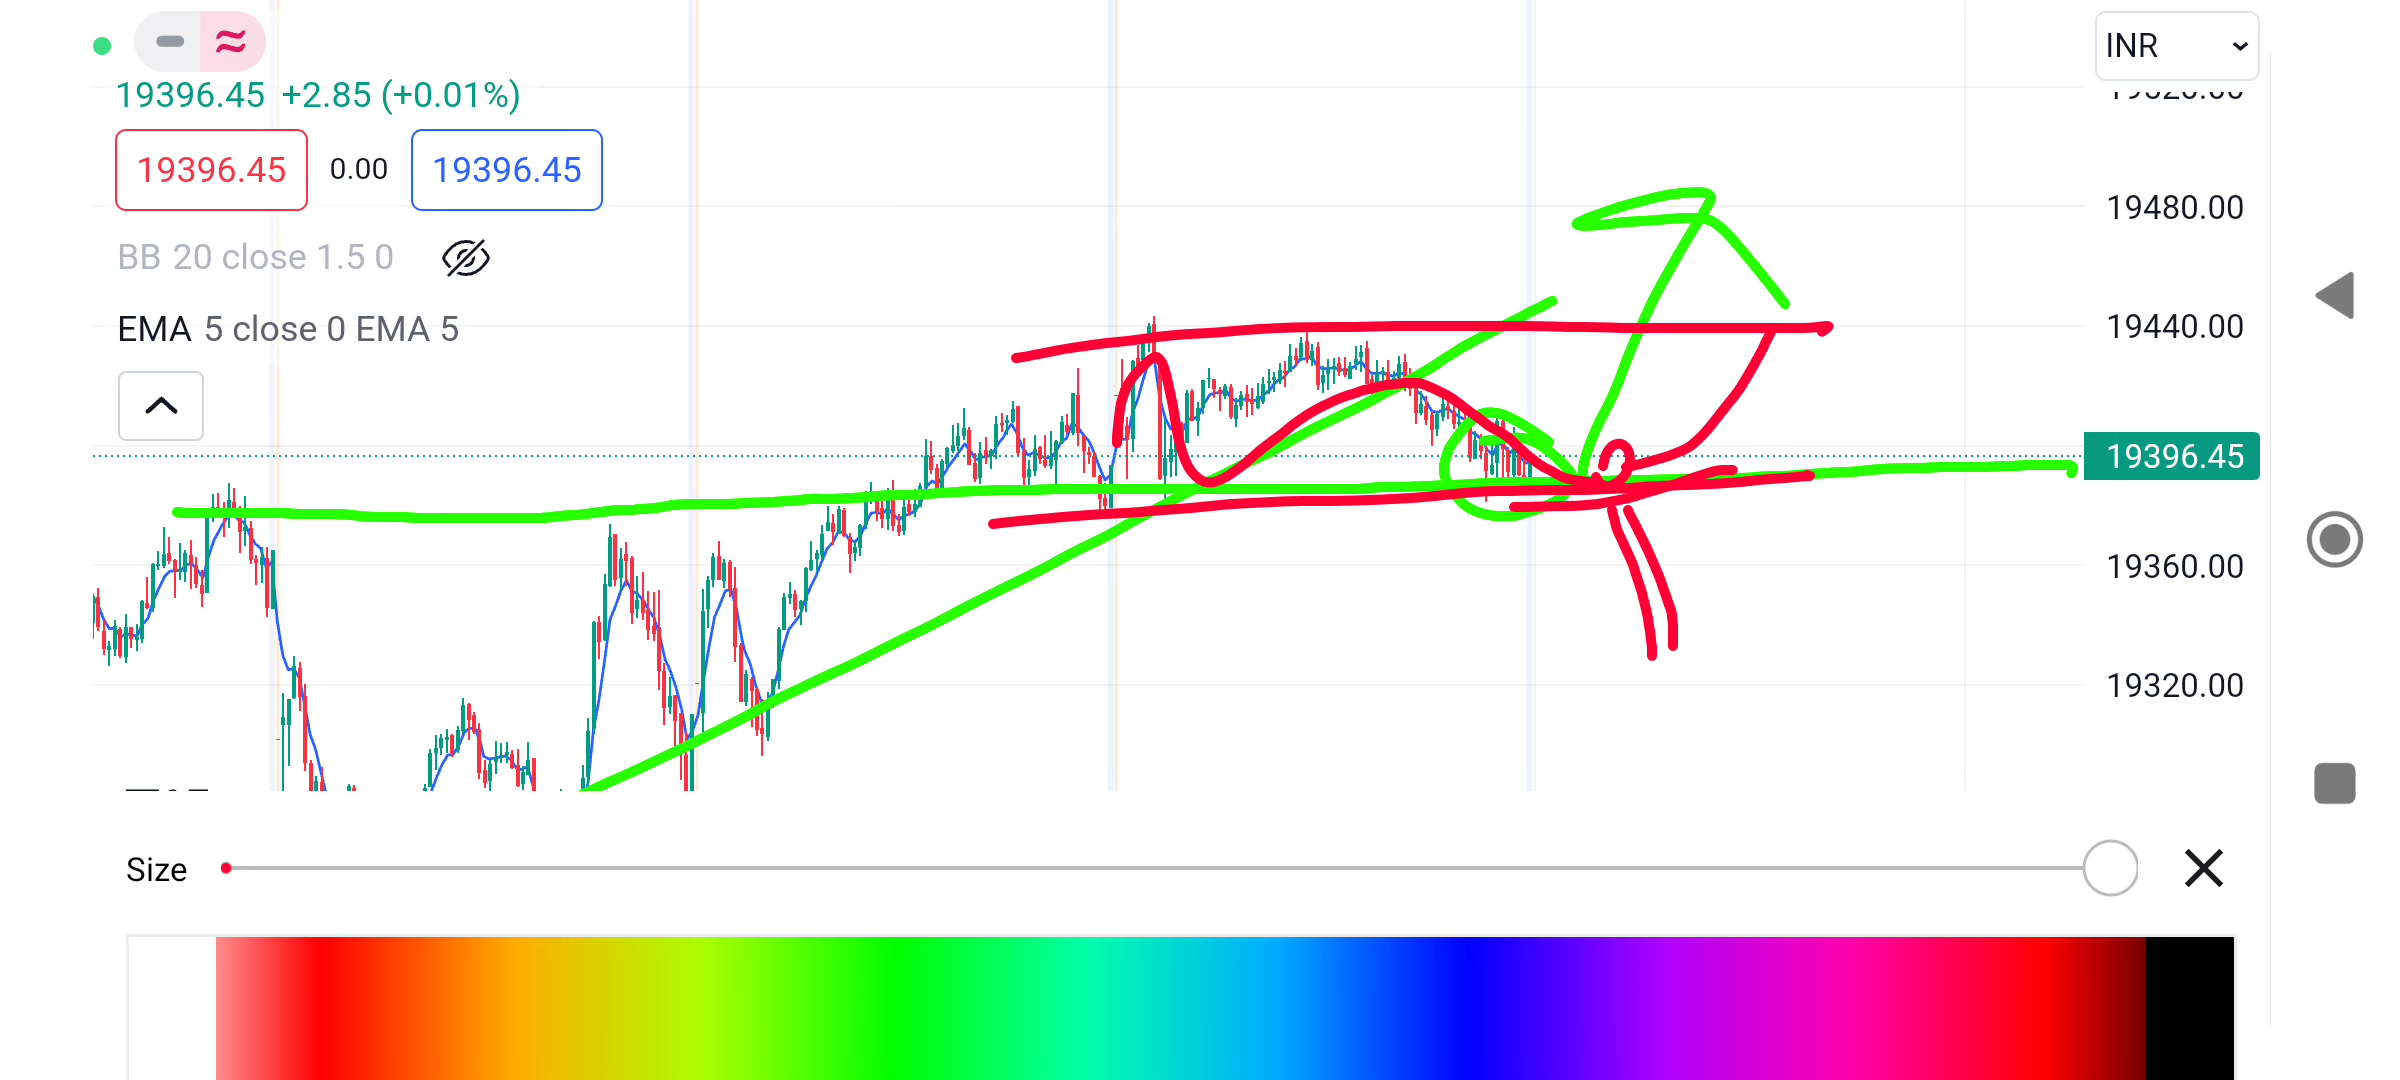 INR
19396.45 +2.85 (+0.01%)
19396.45 0.00 19396.45
19480.00
BB 20 close 1.5 0
EMA 5 close 0 EMA 5
19440.00
19396.45
19360.00
19320.00
Size